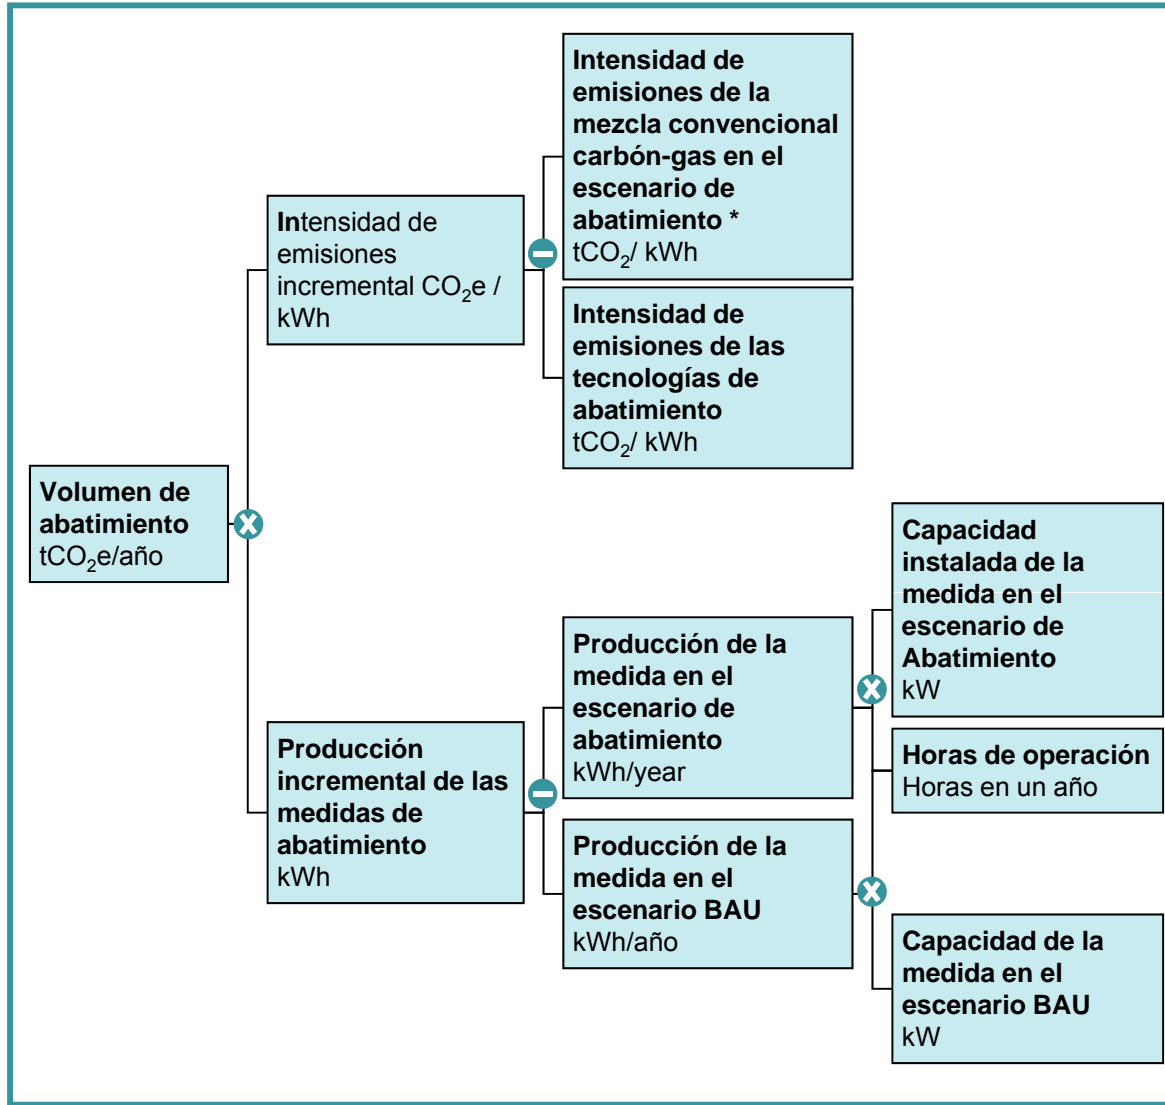 Intensidad de
emisiones de la
mezcla convencional
carbón-gas en el
escenario de
abatimiento *
tCO₂/ kWh
Intensidad de
emisiones
incremental CO₂e /
kWh
Intensidad de
emisiones de las
tecnologías de
abatimiento
tCO₂/ kWh
Volumen de
abatimiento
tCO₂e/año
Capacidad
instalada de la
medida en el
escenario de
Abatimiento
kW
Producción de la
medida en el
escenario de
abatimiento
kWh/year
Horas de operación
Horas en un año
Producción
incremental de las
medidas de
abatimiento
kWh
Producción de la
medida en el
escenario BAU
kWh/año
Capacidad de la
medida en el
escenario BAU
kW